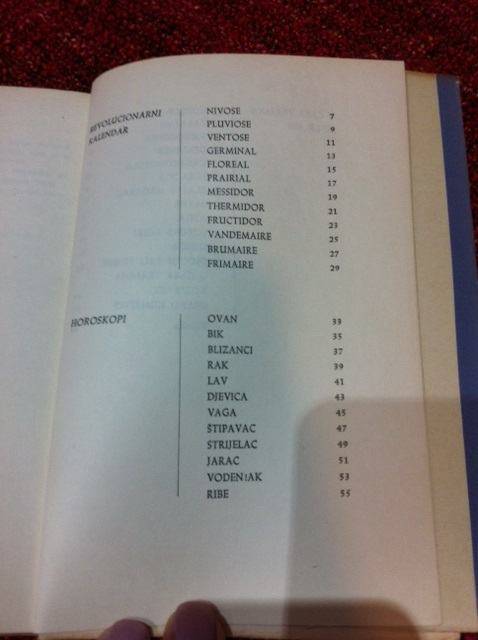 REVOLUCIONARNI
KALENDAR
NIVOSE 7
PLUVIOSE 9
VENTOSE 11
GERMINAL 13
FLOREAL 15
PRAIRIAL 17
MESSIDOR 19
THERMIDOR 21
FRUCTIDOR 23
VANDEMAIRE 25
BRUMAIRE 27
FRIMAIRE 29
HOROSKOPI
OVAN 33
BIK 35
BLIZANCI 37
RAK 39
LAV 41
DJEVICA 43
VAGA 45
ŠTIPAVAC 47
STRIJELAC 49
JARAC 51
VODEN!AK 53
RIBE 55